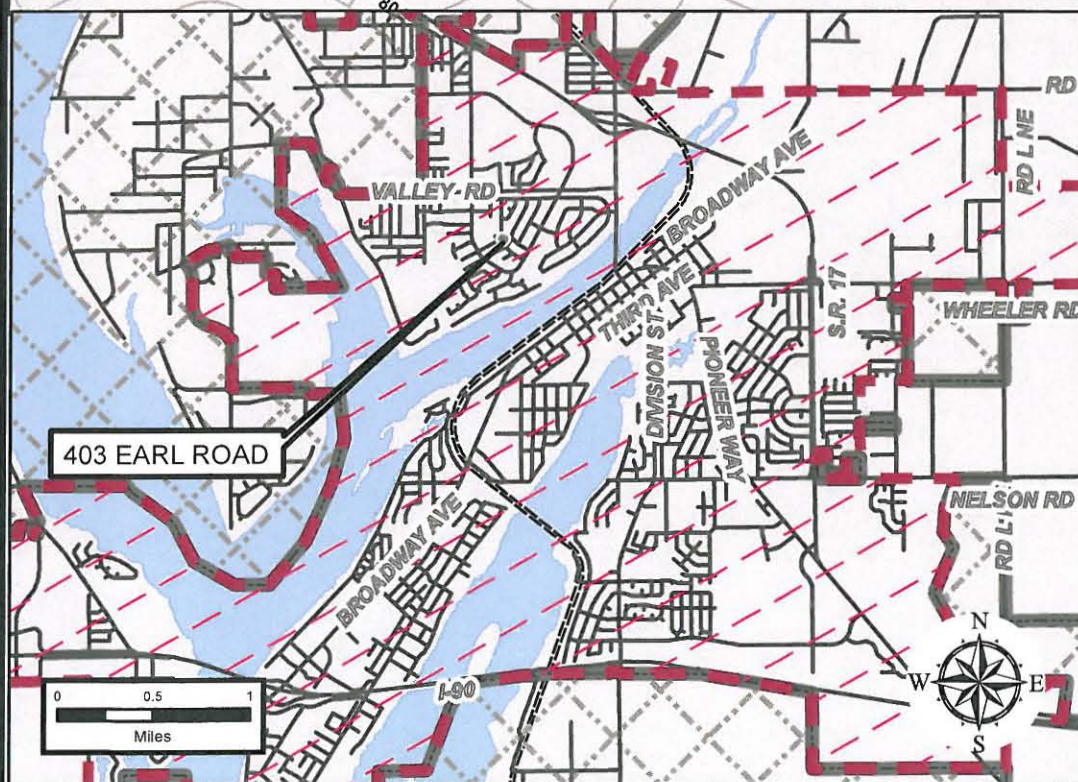 RD
RD L NE
VALLEY RD
BROADWAY AVE
THIRD AVE
S.R. 17
WHEELER RD
DIVISION ST
PIONEER WAY
403 EARL ROAD
NELSON RD
BROADWAY AVE
I-90
0 0.5 1
Miles
N
W E
S